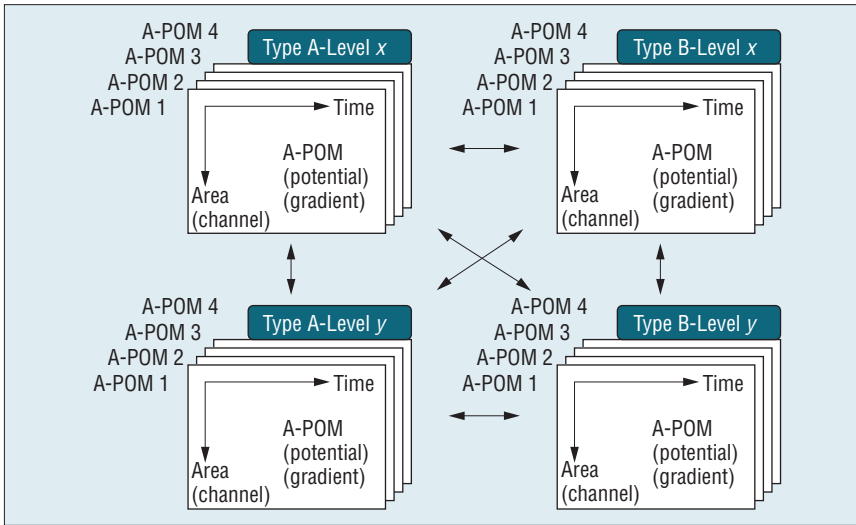 A-POM 4
A-POM 3
A-POM 2
A-POM 1
Type A-Level x
Time
A-POM
(potential)
(gradient)
Area
(channel)
A-POM 4
A-POM 3
A-POM 2
A-POM 1
Type B-Level x
Time
A-POM
(potential)
(gradient)
Area
(channel)
A-POM 4
A-POM 3
A-POM 2
A-POM 1
Type A-Level y
Time
A-POM
(potential)
(gradient)
Area
(channel)
A-POM 4
A-POM 3
A-POM 2
A-POM 1
Type B-Level y
Time
A-POM
(potential)
(gradient)
Area
(channel)